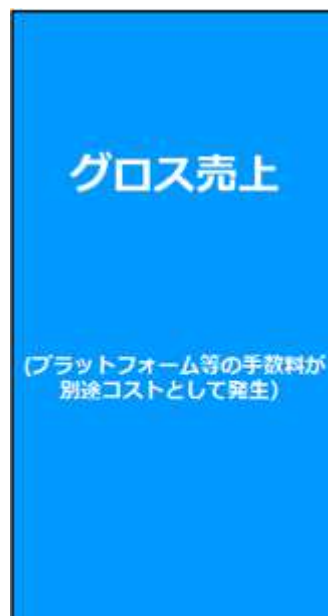 グロス売上
(プラットフォーム等の手数料が
別途コストとして発生)